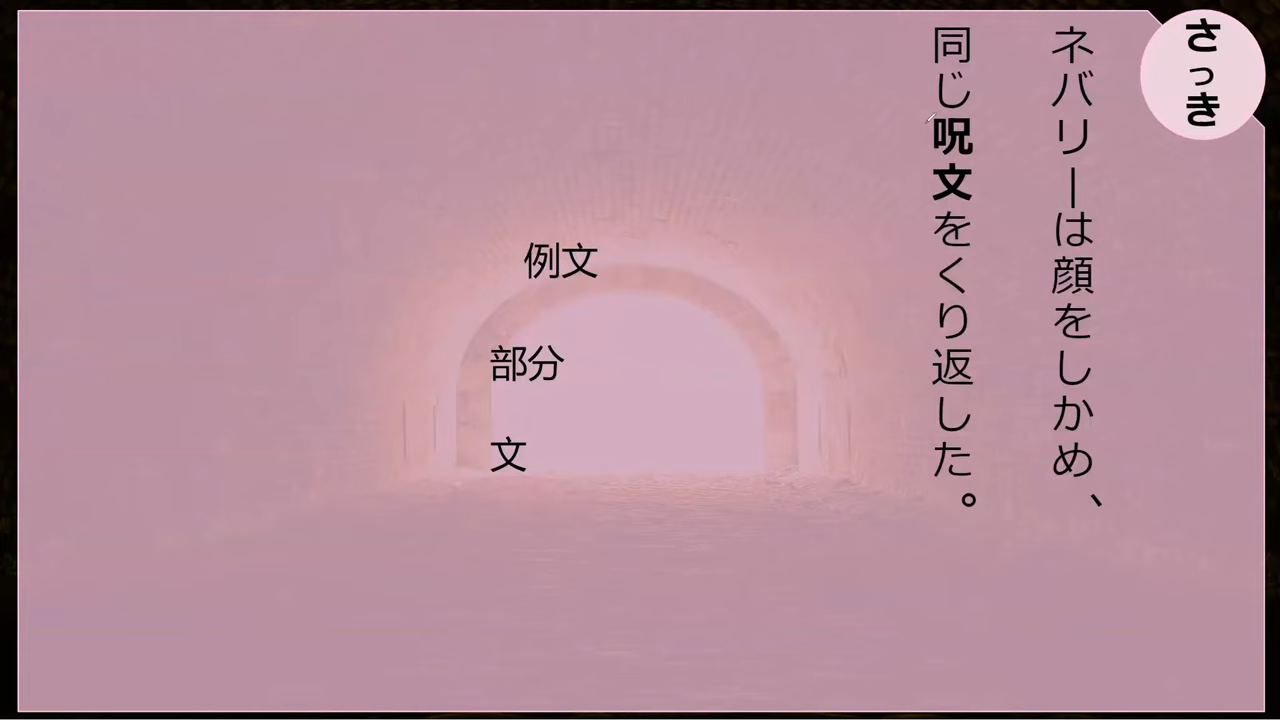 さっき
ネバリーは顔をしかめ、
同じ呪文をくり返した。
例文
部分
文